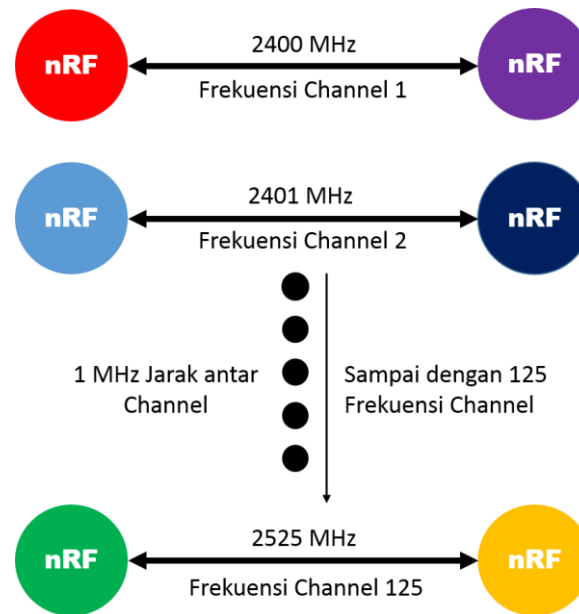 nRF
2400 MHz
Frekuensi Channel 1
nRF
nRF
2401 MHz
Frekuensi Channel 2
nRF
1 MHz Jarak antar
Channel
Sampai dengan 125
Frekuensi Channel
nRF
2525 MHz
Frekuensi Channel 125
nRF